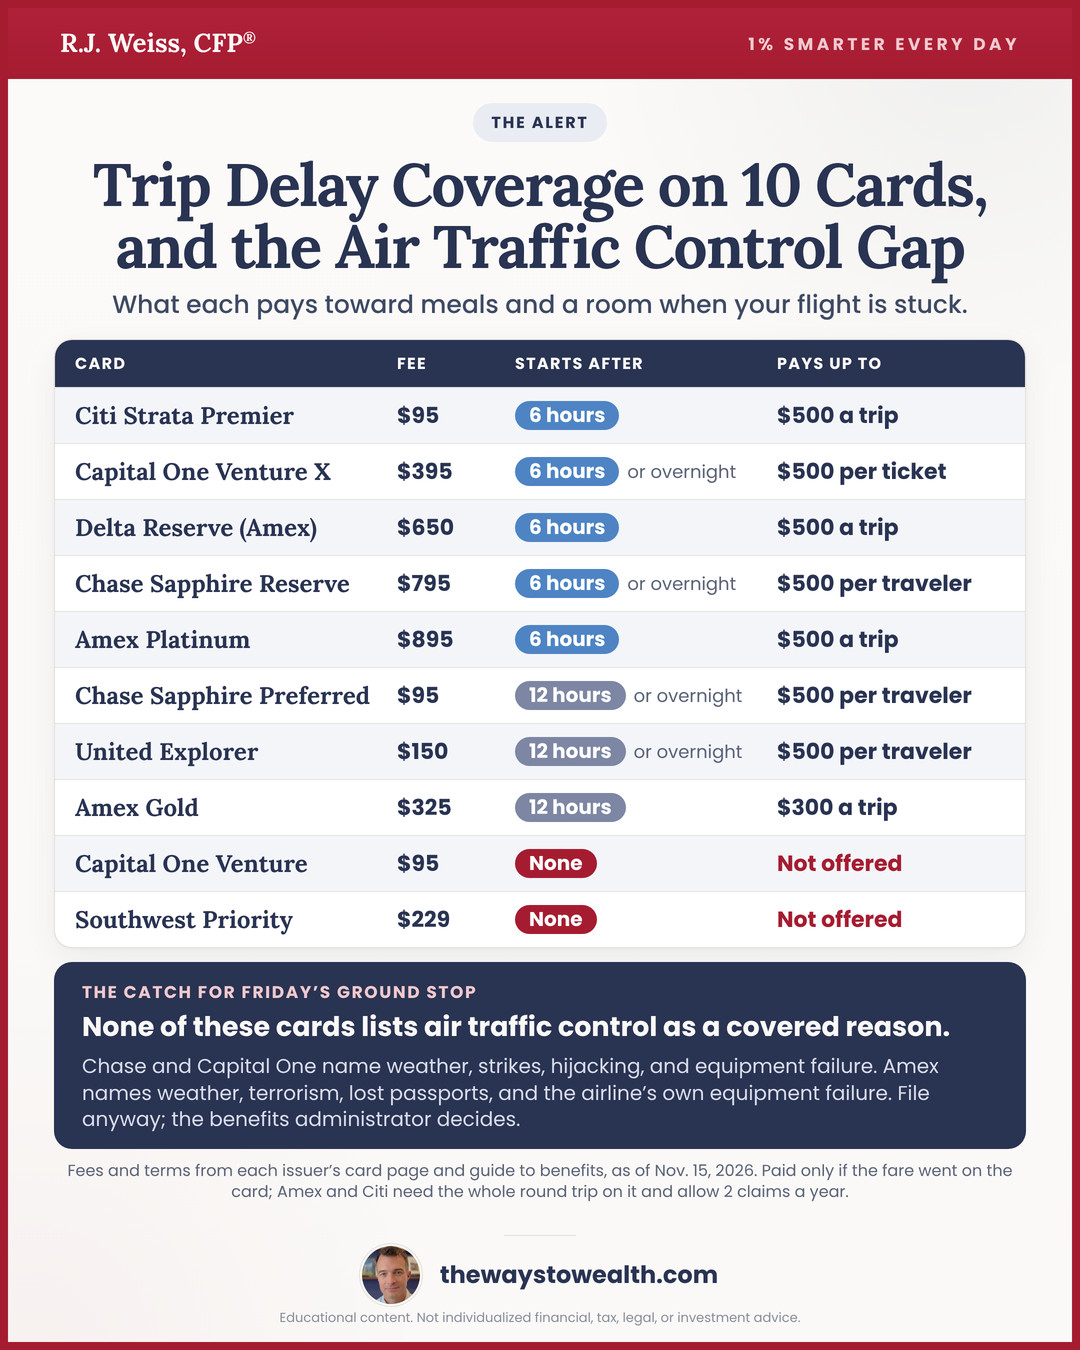 R.J. Weiss, CFP®
1% SMARTER EVERY DAY
THE ALERT
Trip Delay Coverage on 10 Cards,
and the Air Traffic Control Gap
What each pays toward meals and a room when your flight is stuck.
CARD FEE STARTS AFTER PAYS UP TO
Citi Strata Premier $95 6 hours $500 a trip
Capital One Venture X $395 6 hours or overnight $500 per ticket
Delta Reserve (Amex) $650 6 hours $500 a trip
Chase Sapphire Reserve $795 6 hours or overnight $500 per traveler
Amex Platinum $895 6 hours $500 a trip
Chase Sapphire Preferred $95 12 hours or overnight $500 per traveler
United Explorer $150 12 hours or overnight $500 per traveler
Amex Gold $325 12 hours $300 a trip
Capital One Venture $95 None Not offered
Southwest Priority $229 None Not offered
THE CATCH FOR FRIDAY’S GROUND STOP
None of these cards lists air traffic control as a covered reason.
Chase and Capital One name weather, strikes, hijacking, and equipment failure. Amex
names weather, terrorism, lost passports, and the airline’s own equipment failure. File
anyway; the benefits administrator decides.
Fees and terms from each issuer’s card page and guide to benefits, as of Nov. 15, 2026. Paid only if the fare went on the
card; Amex and Citi need the whole round trip on it and allow 2 claims a year.
thewaystowealth.com
Educational content. Not individualized financial, tax, legal, or investment advice.